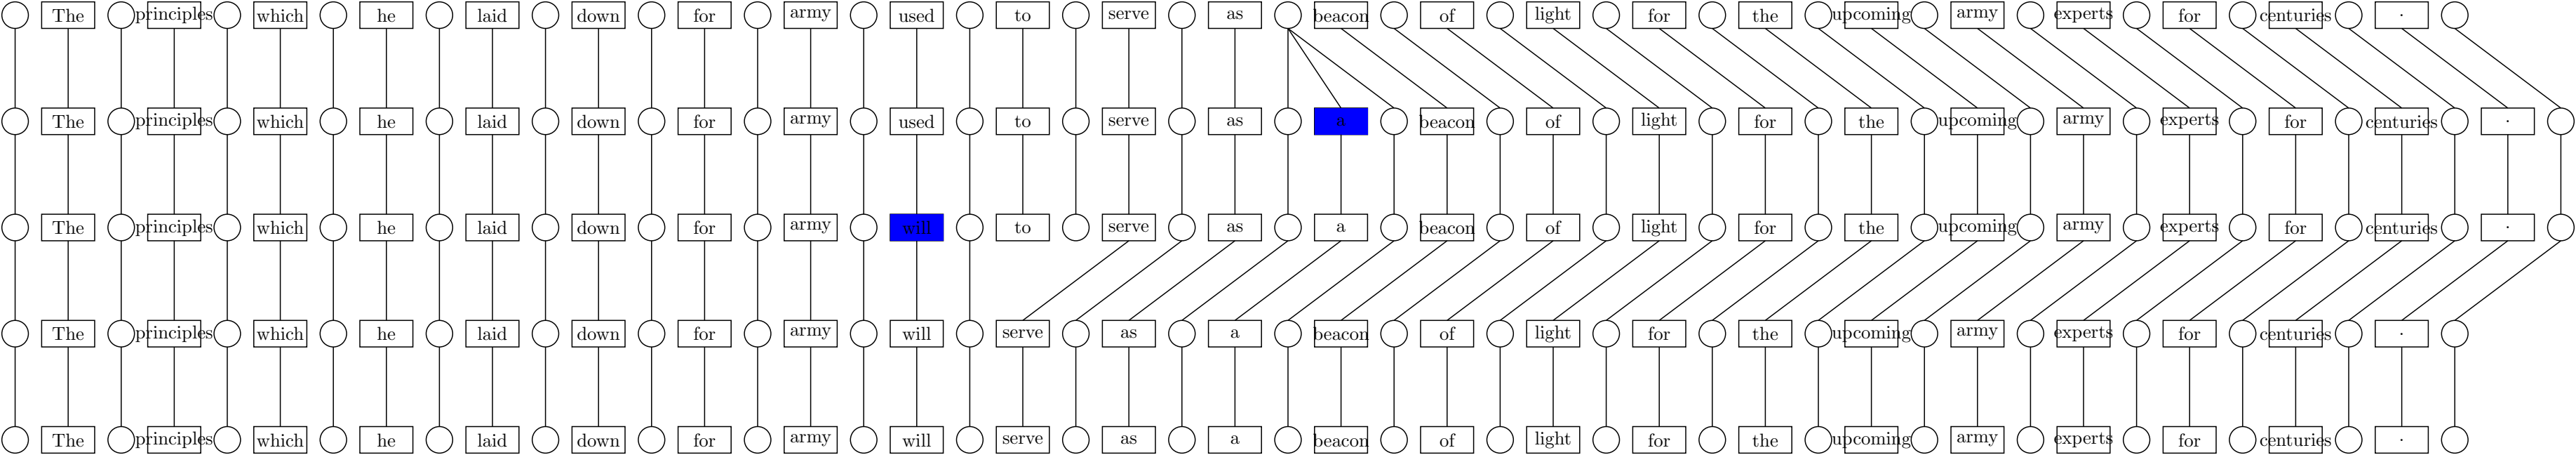 The principles which he laid down for army used to serve as beacon of light for the upcoming army experts for centuries .
The principles which he laid down for army used to serve as a beacon of light for the upcoming army experts for centuries .
The principles which he laid down for army will to serve as a beacon of light for the upcoming army experts for centuries .
The principles which he laid down for army will serve as a beacon of light for the upcoming army experts for centuries .
The principles which he laid down for army will serve as a beacon of light for the upcoming army experts for centuries .